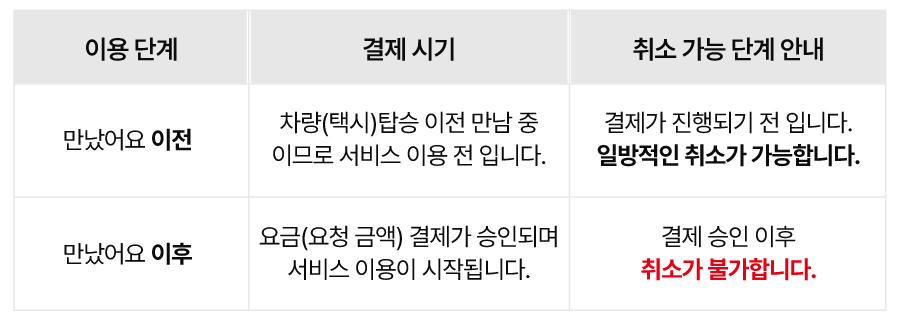 이용 단계
결제 시기
취소 가능 단계 안내
만났어요 이전
차량(택시)탑승 이전 만남 중
이므로 서비스 이용 전 입니다.
결제가 진행되기 전 입니다.
일방적인 취소가 가능합니다.
만났어요 이후
요금(요청 금액) 결제가 승인되며
서비스 이용이 시작됩니다.
결제 승인 이후
취소가 불가합니다.